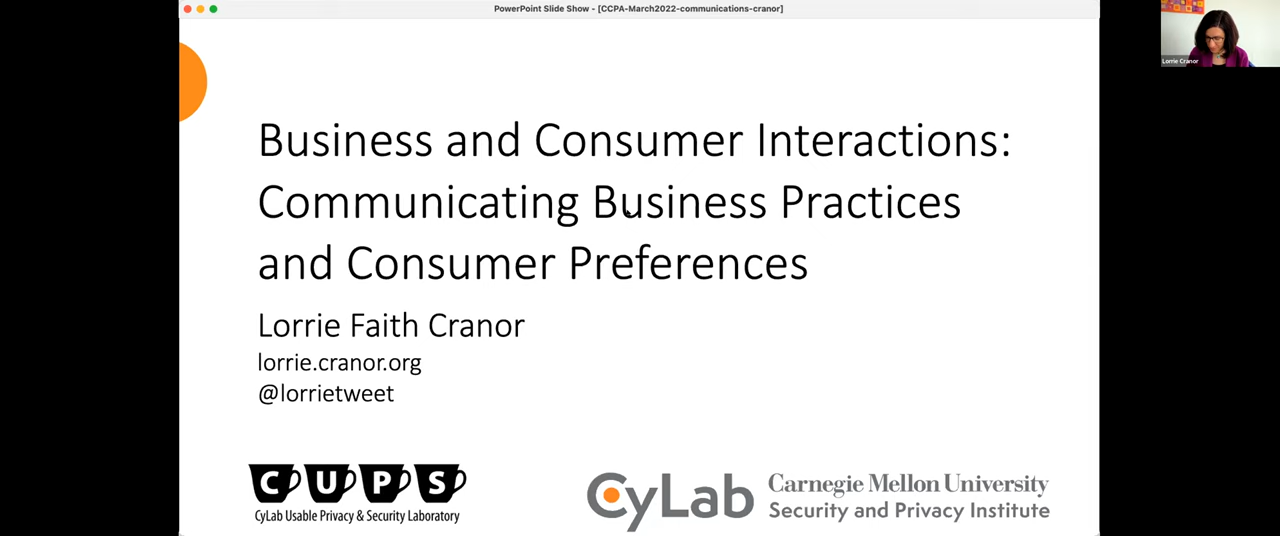 PowerPoint Slide Show - [CCPA-March2022-communications-cranor]
Lorrie Cranor
Business and Consumer Interactions:
Communicating Business Practices
and Consumer Preferences
Lorrie Faith Cranor
lorrie.cranor.org
@lorrietweet
CUPS
CyLab Usable Privacy & Security Laboratory
CyLab
Carnegie Mellon University
Security and Privacy Institute